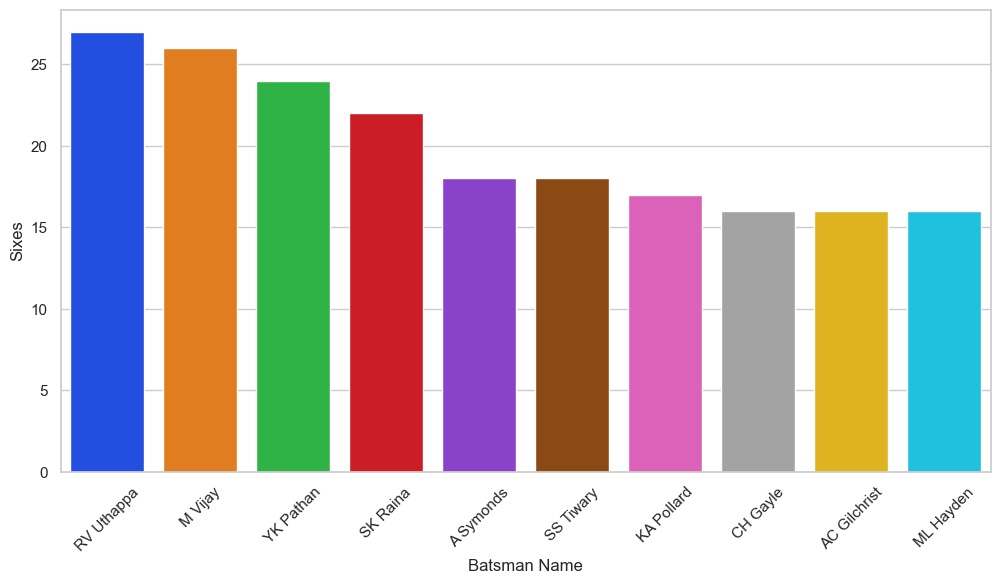 25
20
15
10
5
0
Sixes
RV Uthappa
M Vijay
YK Pathan
SK Raina
A Symonds
SS Tiwary
KA Pollard
CH Gayle
AC Gilchrist
ML Hayden
Batsman Name